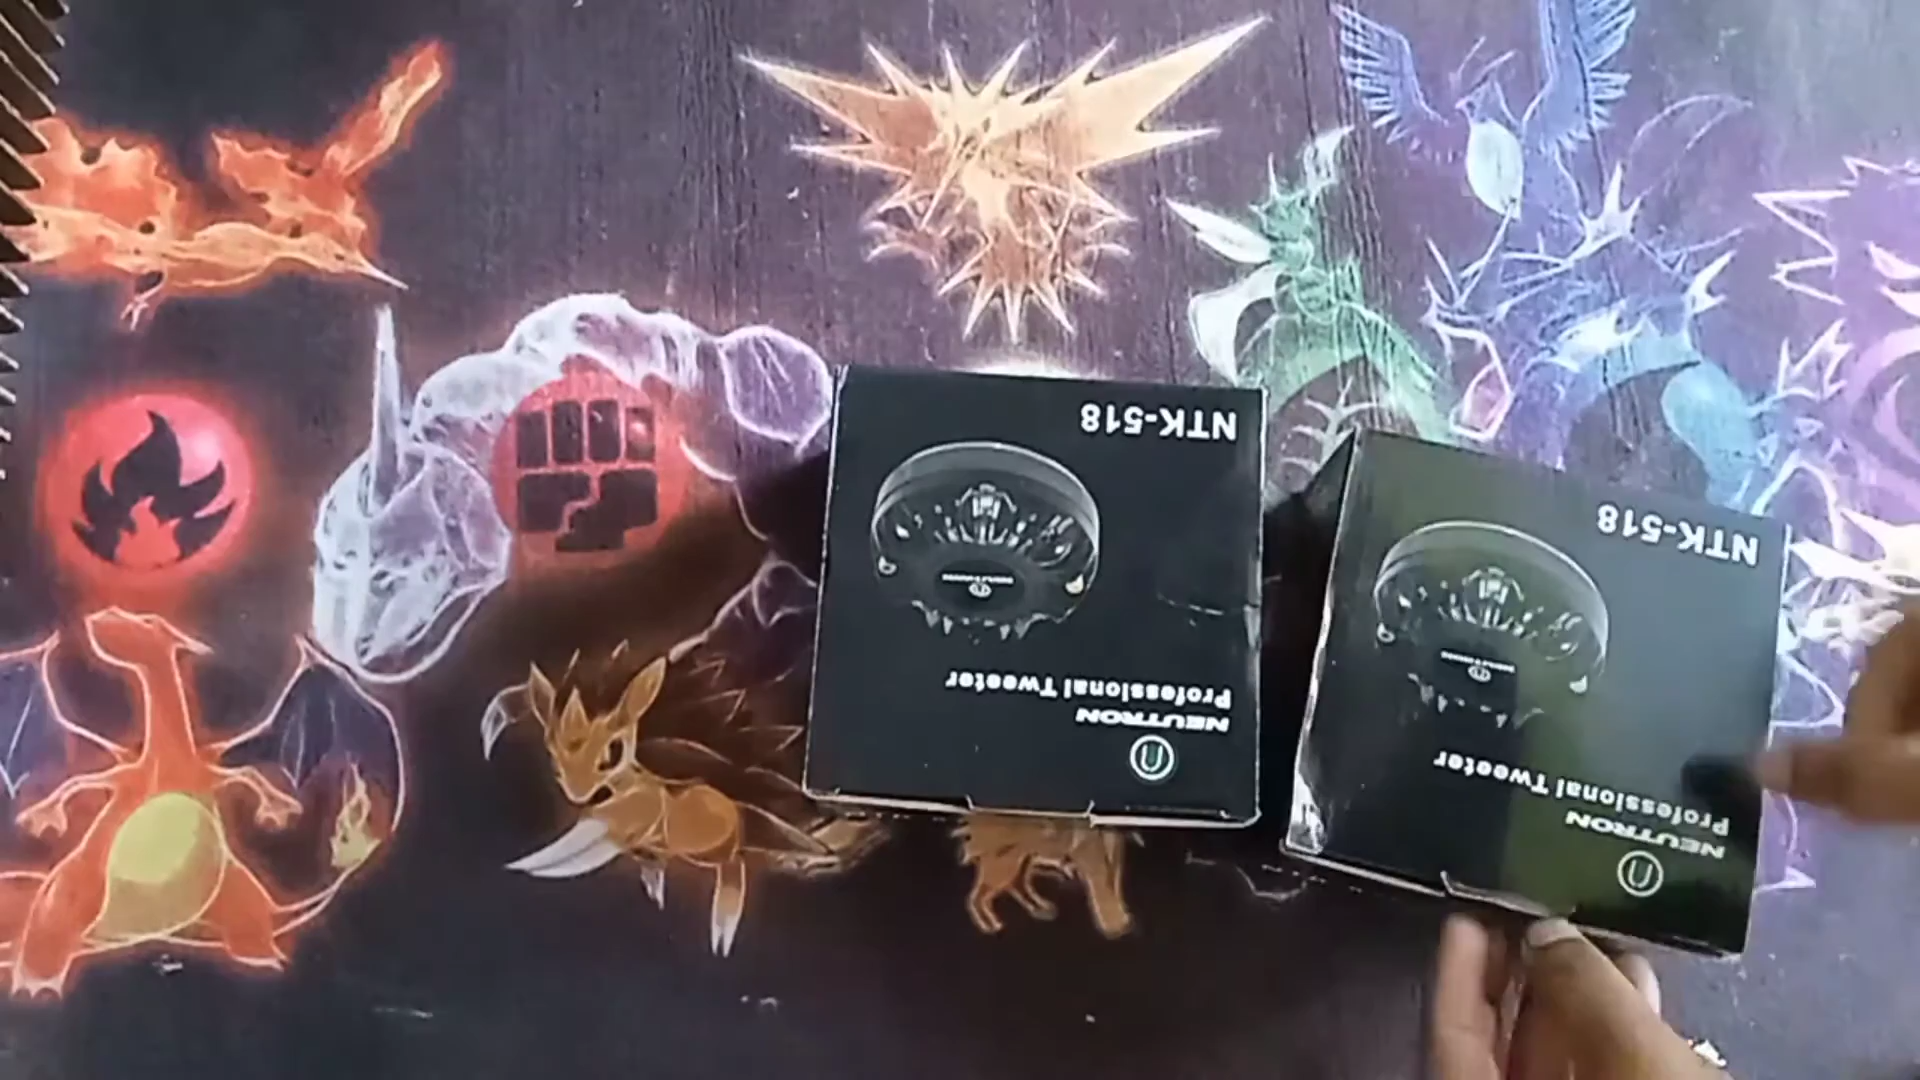 NEUTRON
Professional Tweeter
NTK-518
NEUTRON
Professional Tweeter
NTK-518